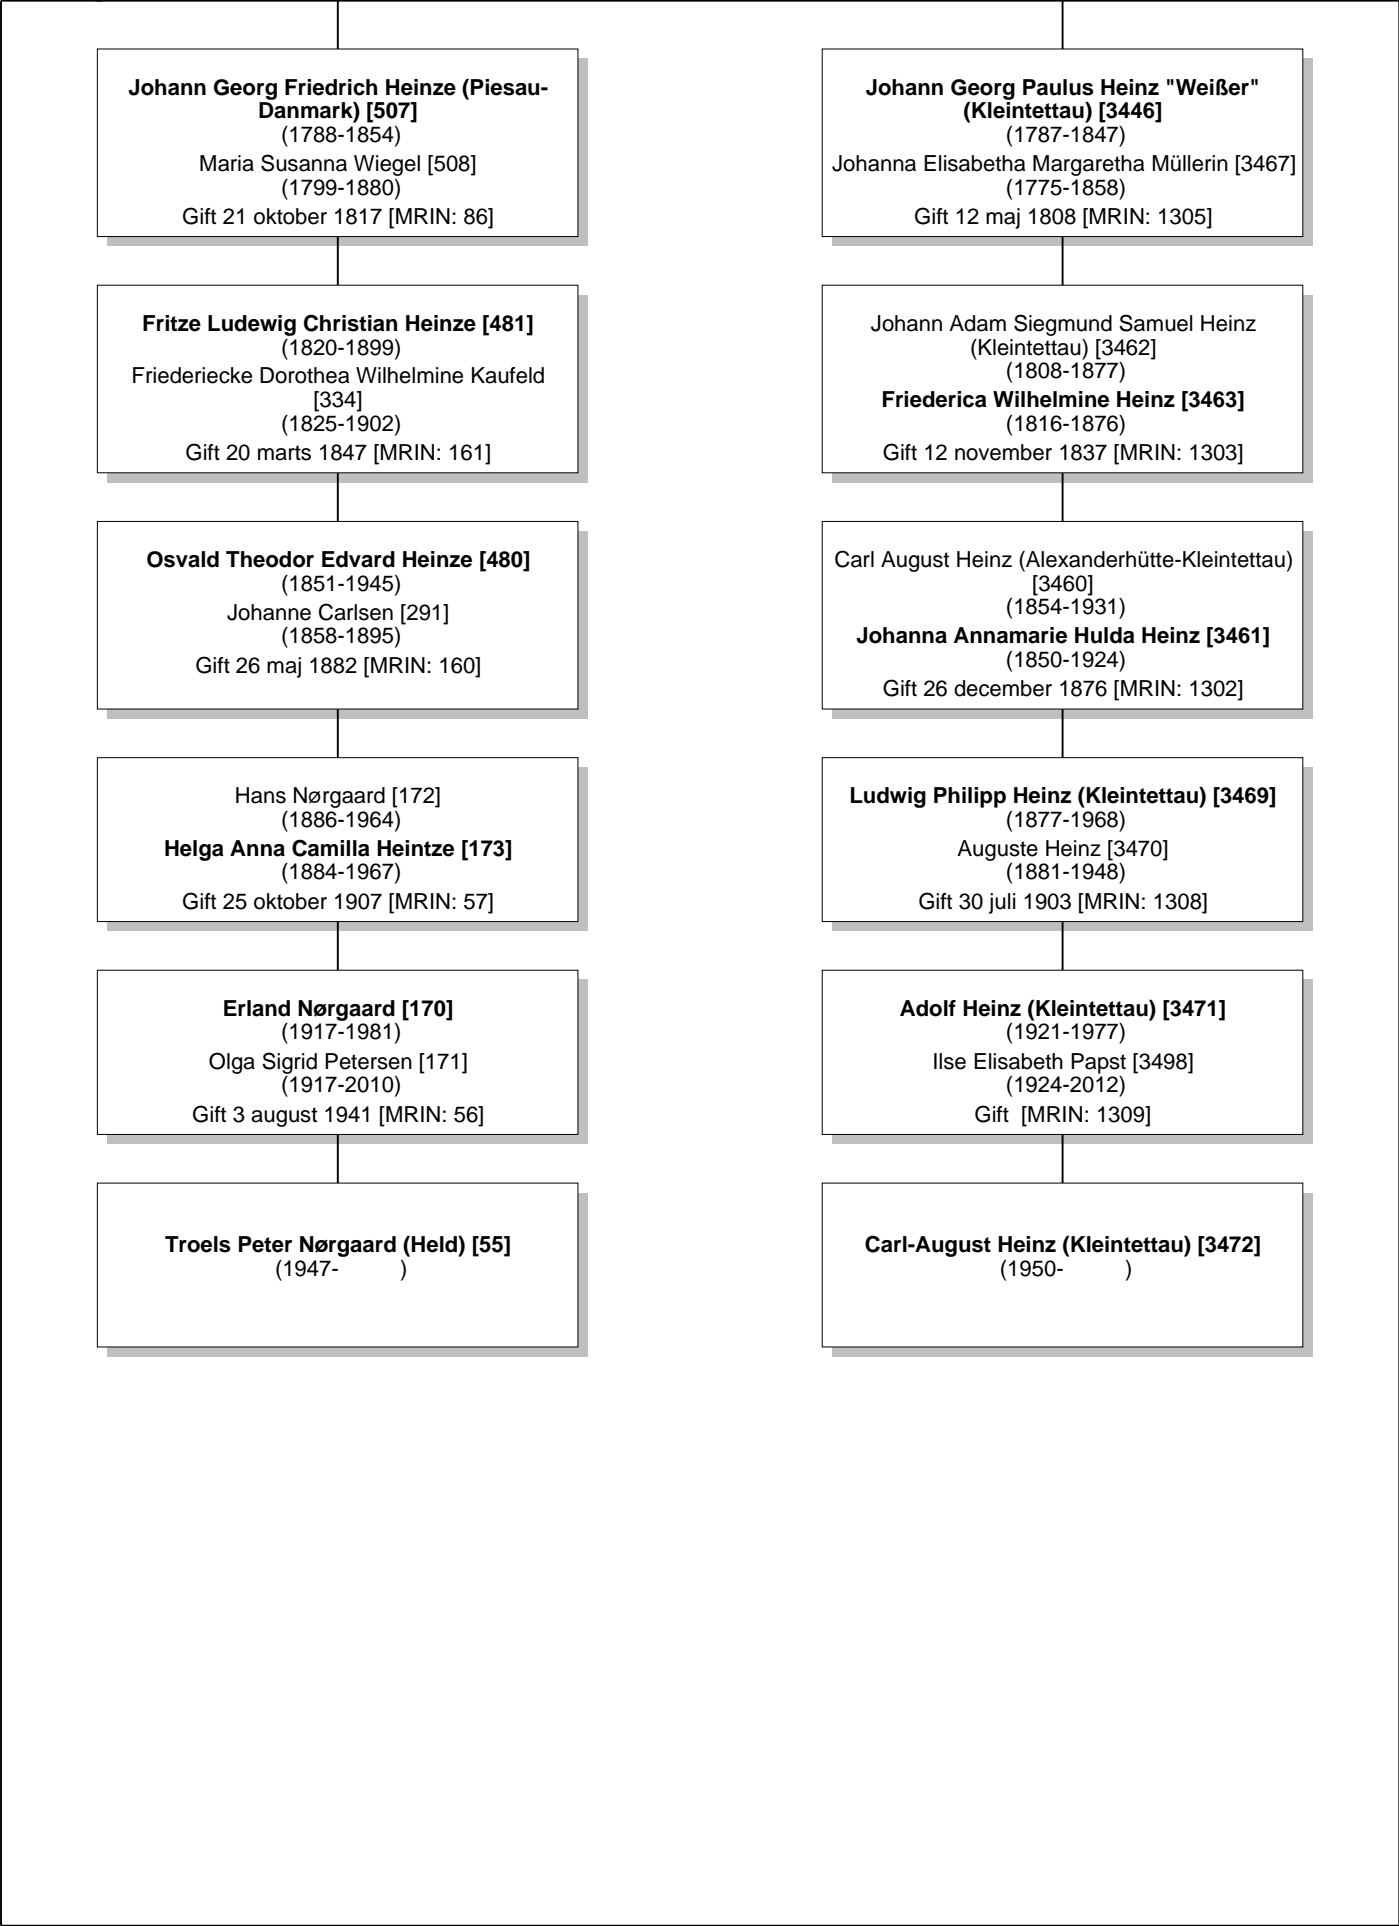 Johann Georg Friedrich Heinze (Piesau-
Danmark) [507]
(1788-1854)
Maria Susanna Wiegel [508]
(1799-1880)
Gift 21 oktober 1817 [MRIN: 86]
Johann Georg Paulus Heinz "Weißer"
(Kleintettau) [3446]
(1787-1847)
Johanna Elisabetha Margaretha Müllerin [3467]
(1775-1858)
Gift 12 maj 1808 [MRIN: 1305]
Fritze Ludewig Christian Heinze [481]
(1820-1899)
Friederiecke Dorothea Wilhelmine Kaufeld
[334]
(1825-1902)
Gift 20 marts 1847 [MRIN: 161]
Johann Adam Siegmund Samuel Heinz
(Kleintettau) [3462]
(1808-1877)
Friederica Wilhelmine Heinz [3463]
(1816-1876)
Gift 12 november 1837 [MRIN: 1303]
Osvald Theodor Edvard Heinze [480]
(1851-1945)
Johanne Carlsen [291]
(1858-1895)
Gift 26 maj 1882 [MRIN: 160]
Carl August Heinz (Alexanderhütte-Kleintettau)
[3460]
(1854-1931)
Johanna Annamarie Hulda Heinz [3461]
(1850-1924)
Gift 26 december 1876 [MRIN: 1302]
Hans Nørgaard [172]
(1886-1964)
Helga Anna Camilla Heintze [173]
(1884-1967)
Gift 25 oktober 1907 [MRIN: 57]
Ludwig Philipp Heinz (Kleintettau) [3469]
(1877-1968)
Auguste Heinz [3470]
(1881-1948)
Gift 30 juli 1903 [MRIN: 1308]
Erland Nørgaard [170]
(1917-1981)
Olga Sigrid Petersen [171]
(1917-2010)
Gift 3 august 1941 [MRIN: 56]
Adolf Heinz (Kleintettau) [3471]
(1921-1977)
Ilse Elisabeth Papst [3498]
(1924-2012)
Gift  [MRIN: 1309]
Troels Peter Nørgaard (Held) [55]
(1947-          )
Carl-August Heinz (Kleintettau) [3472]
(1950-          )